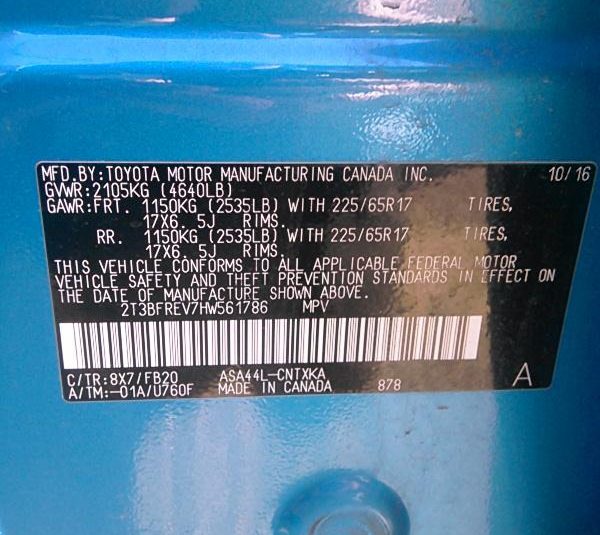 MFD.BY:TOYOTA MOTOR MANUFACTURING CANADA INC. 10/16
GVWR:2105KG (4640LB)
GAWR:FRT. 1150KG (2535LB) WITH 225/65R17 TIRES,
17X6. 5J RIMS.
RR. 1150KG (2535LB) WITH 225/65R17 TIRES,
17X6. 5J RIMS.
THIS VEHICLE CONFORMS TO ALL APPLICABLE FEDERAL MOTOR
VEHICLE SAFETY AND THEFT PREVENTION STANDARDS IN EFFECT ON
THE DATE OF MANUFACTURE SHOWN ABOVE.
2T3BFREV7HW561786 MPV
C/TR:8X7/FB20 ASA44L-CNTXKA
A/TM:-01A/U760F MADE IN CANADA 878 A